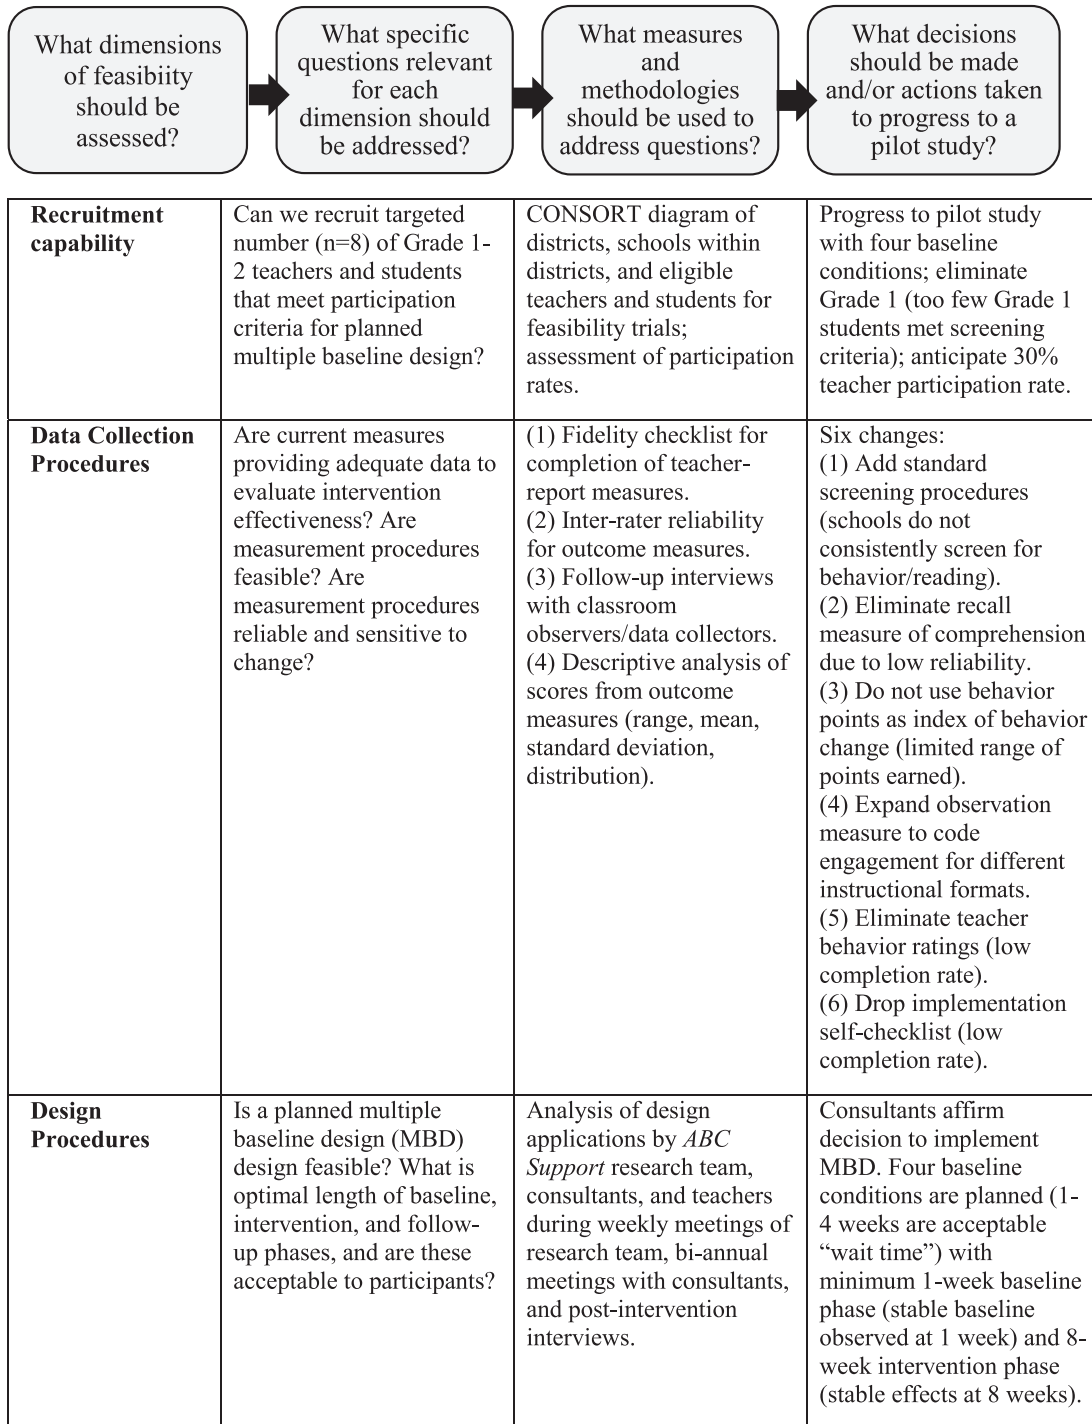 What dimensions
of feasibiity
should be
assessed?
What specific
questions relevant
for each
dimension should
be addressed?
What measures
and
methodologies
should be used to
address questions?
What decisions
should be made
and/or actions taken
to progress to a
pilot study?
Recruitment
capability
Can we recruit targeted
number (n=8) of Grade 1-
2 teachers and students
that meet participation
criteria for planned
multiple baseline design?
CONSORT diagram of
districts, schools within
districts, and eligible
teachers and students for
feasibility trials;
assessment of participation
rates.
Progress to pilot study
with four baseline
conditions; eliminate
Grade 1 (too few Grade 1
students met screening
criteria); anticipate 30%
teacher participation rate.
Data Collection
Procedures
Are current measures
providing adequate data to
evaluate intervention
effectiveness? Are
measurement procedures
feasible? Are
measurement procedures
reliable and sensitive to
change?
(1) Fidelity checklist for
completion of teacher-
report measures.
(2) Inter-rater reliability
for outcome measures.
(3) Follow-up interviews
with classroom
observers/data collectors.
(4) Descriptive analysis of
scores from outcome
measures (range, mean,
standard deviation,
distribution).
Six changes:
(1) Add standard
screening procedures
(schools do not
consistently screen for
behavior/reading).
(2) Eliminate recall
measure of comprehension
due to low reliability.
(3) Do not use behavior
points as index of behavior
change (limited range of
points earned).
(4) Expand observation
measure to code
engagement for different
instructional formats.
(5) Eliminate teacher
behavior ratings (low
completion rate).
(6) Drop implementation
self-checklist (low
completion rate).
Design
Procedures
Is a planned multiple
baseline design (MBD)
design feasible? What is
optimal length of baseline,
intervention, and follow-
up phases, and are these
acceptable to participants?
Analysis of design
applications by ABC
Support research team,
consultants, and teachers
during weekly meetings of
research team, bi-annual
meetings with consultants,
and post-intervention
interviews.
Consultants affirm
decision to implement
MBD. Four baseline
conditions are planned (1-
4 weeks are acceptable
“wait time”) with
minimum 1-week baseline
phase (stable baseline
observed at 1 week) and 8-
week intervention phase
(stable effects at 8 weeks).